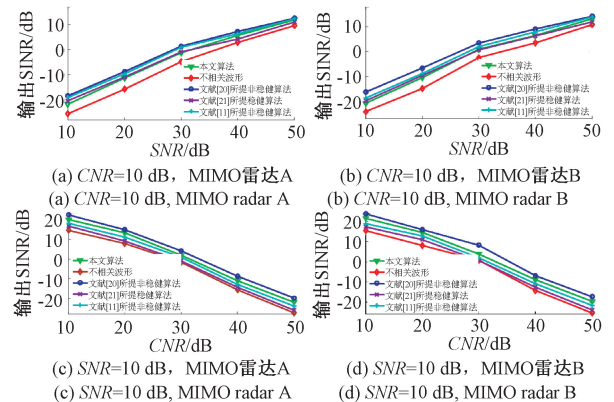 输出SINR/dB
10
0
-10
-20
本文算法
不相关波形
文献[20]所提非稳健算法
文献[21]所提稳健算法
文献[11]所提非稳健算法
10 20 30 40 50
SNR/dB
(a) CNR=10 dB，MIMO雷达A
(a) CNR=10 dB, MIMO radar A
输出SINR/dB
10
0
-10
-20
本文算法
不相关波形
文献[20]所提非稳健算法
文献[21]所提稳健算法
文献[11]所提非稳健算法
10 20 30 40 50
SNR/dB
(b) CNR=10 dB，MIMO雷达B
(b) CNR=10 dB, MIMO radar B
输出SINR/dB
20
10
0
-10
-20
本文算法
不相关波形
文献[20]所提非稳健算法
文献[21]所提稳健算法
文献[11]所提非稳健算法
10 20 30 40 50
CNR/dB
(c) SNR=10 dB，MIMO雷达A
(c) SNR=10 dB, MIMO radar A
输出SINR/dB
20
10
0
-10
-20
本文算法
不相关波形
文献[20]所提非稳健算法
文献[21]所提稳健算法
文献[11]所提非稳健算法
10 20 30 40 50
CNR/dB
(d) SNR=10 dB，MIMO雷达B
(d) SNR=10 dB, MIMO radar B